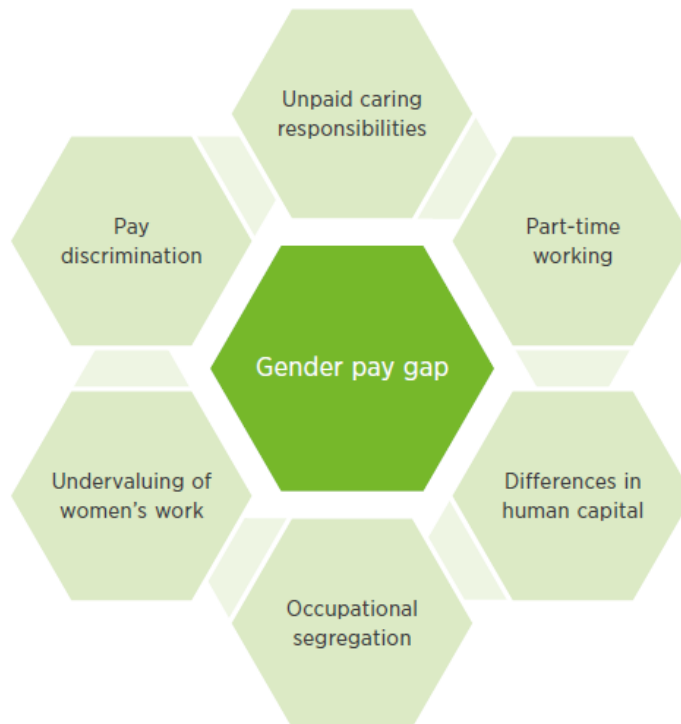 Unpaid caring
responsibilities
Pay
discrimination
Part-time
working
Gender pay gap
Undervaluing of
women's work
Differences in
human capital
Occupational
segregation